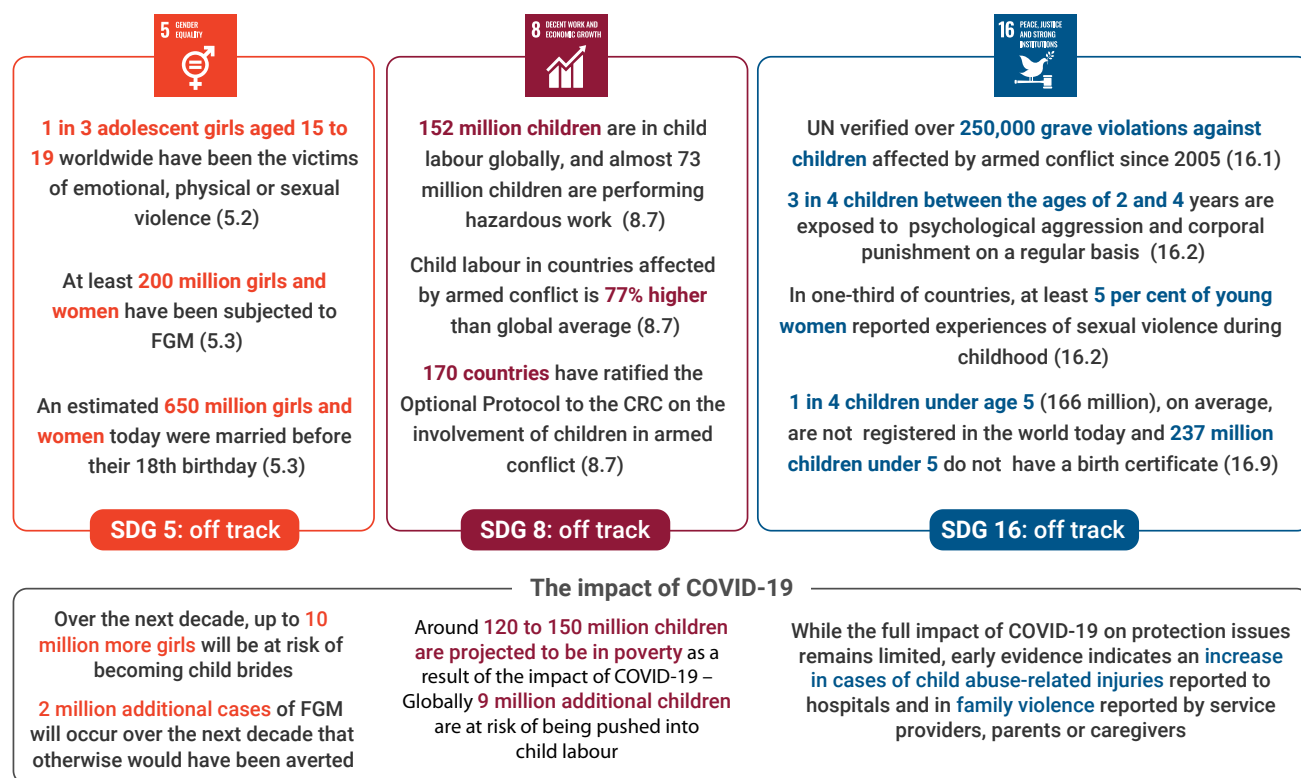 5 GENDER
EQUALITY
1 in 3 adolescent girls aged 15 to
19 worldwide have been the victims
of emotional, physical or sexual
violence (5.2)
At least 200 million girls and
women have been subjected to
FGM (5.3)
An estimated 650 million girls and
women today were married before
their 18th birthday (5.3)
SDG 5: off track
8 DECENT WORK AND
ECONOMIC GROWTH
152 million children are in child
labour globally, and almost 73
million children are performing
hazardous work (8.7)
Child labour in countries affected
by armed conflict is 77% higher
than global average (8.7)
170 countries have ratified the
Optional Protocol to the CRC on the
involvement of children in armed
conflict (8.7)
SDG 8: off track
16 PEACE, JUSTICE
AND STRONG
INSTITUTIONS
UN verified over 250,000 grave violations against
children affected by armed conflict since 2005 (16.1)
3 in 4 children between the ages of 2 and 4 years are
exposed to psychological aggression and corporal
punishment on a regular basis (16.2)
In one-third of countries, at least 5 per cent of young
women reported experiences of sexual violence during
childhood (16.2)
1 in 4 children under age 5 (166 million), on average,
are not registered in the world today and 237 million
children under 5 do not have a birth certificate (16.9)
SDG 16: off track
The impact of COVID-19
Over the next decade, up to 10
million more girls will be at risk of
becoming child brides
2 million additional cases of FGM
will occur over the next decade that
otherwise would have been averted
Around 120 to 150 million children
are projected to be in poverty as a
result of the impact of COVID-19 –
Globally 9 million additional children
are at risk of being pushed into
child labour
While the full impact of COVID-19 on protection issues
remains limited, early evidence indicates an increase
in cases of child abuse-related injuries reported to
hospitals and in family violence reported by service
providers, parents or caregivers